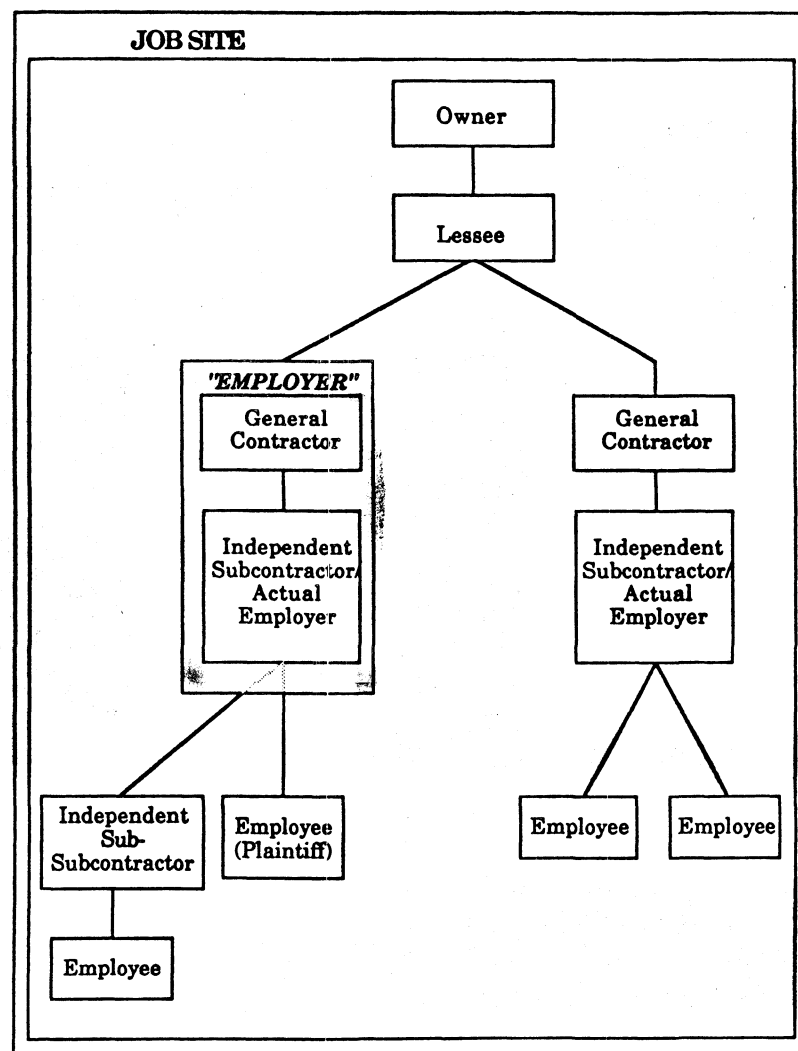 JOB SITE
Owner
Lessee
"EMPLOYER"
General
Contractor
Independent
Subcontractor/
Actual
Employer
General
Contractor
Independent
Subcontractor/
Actual
Employer
Independent
Sub-
Subcontractor
Employee
(Plaintiff)
Employee
Employee
Employee